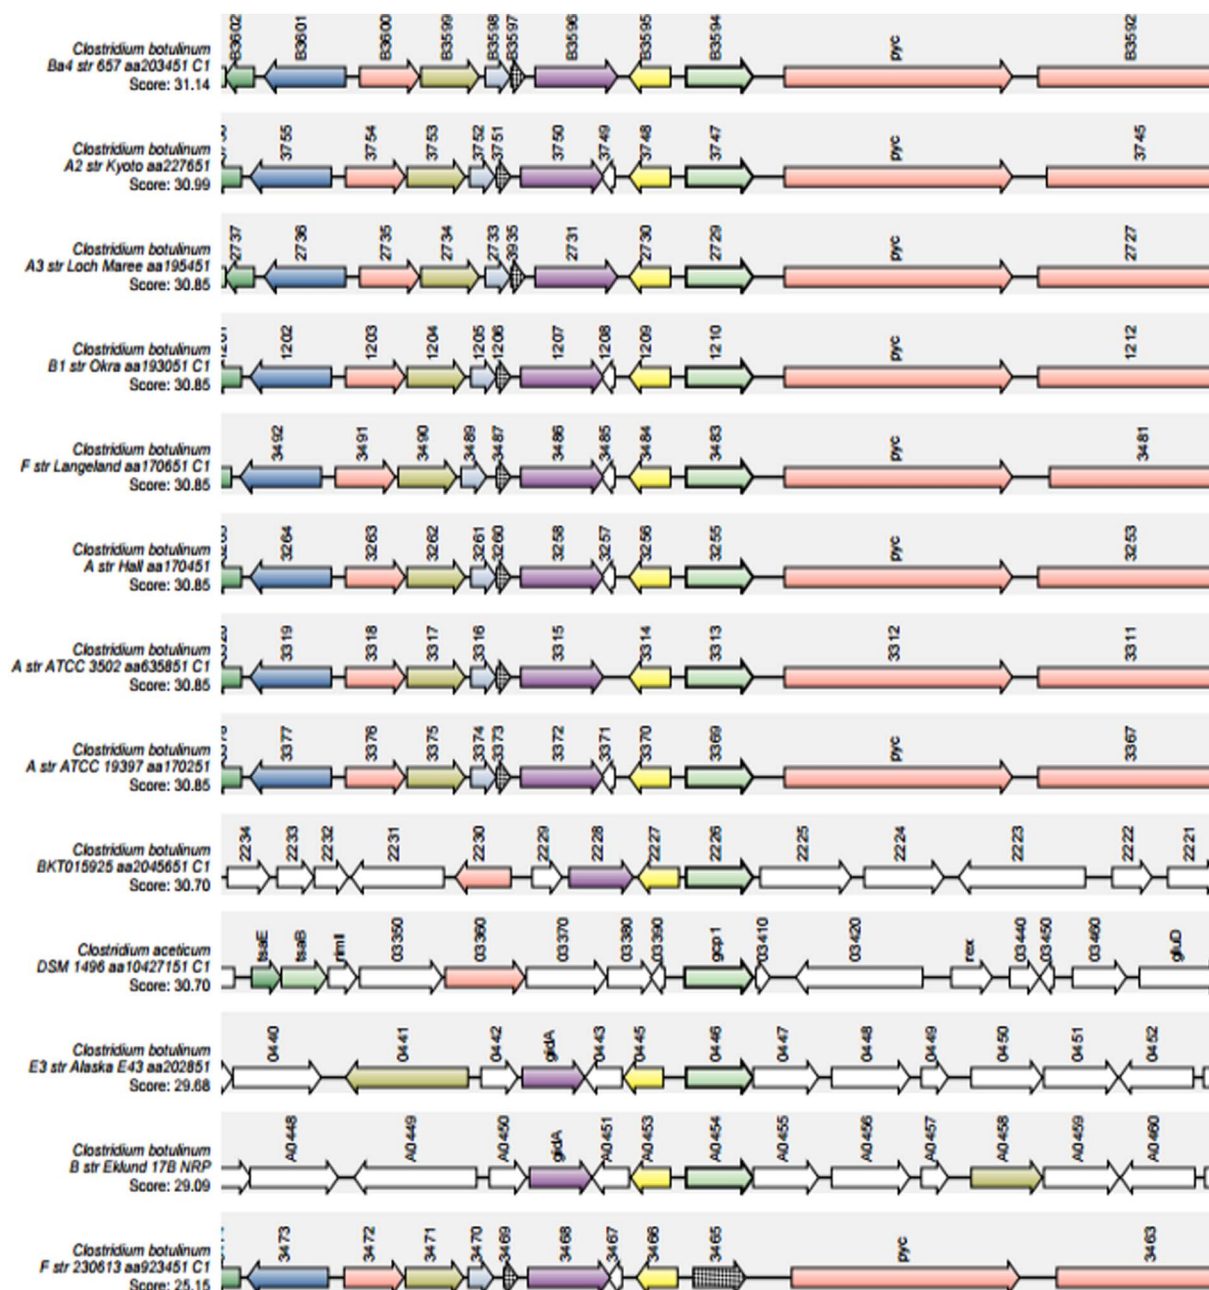 B3602 B3601 B3600 B3599 B3598 B3597 B3596 B3595 B3594 pyc B3592
Clostridium botulinum
Ba4 str 657 aa203451 C1
Score: 31.14
3755 3754 3753 3752 3751 3750 3749 3748 3747 pyc 3745
Clostridium botulinum
A2 str Kyoto aa227651
Score: 30.99
2737 2736 2735 2734 2733 3935 2731 2730 2729 pyc 2727
Clostridium botulinum
A3 str Loch Maree aa195451
Score: 30.85
1202 1203 1204 1205 1206 1207 1208 1209 1210 pyc 1212
Clostridium botulinum
B1 str Okra aa193051 C1
Score: 30.85
3492 3491 3490 3489 3487 3486 3485 3484 3483 pyc 3481
Clostridium botulinum
F str Langeland aa170651 C1
Score: 30.85
3264 3263 3262 3261 3260 3258 3257 3256 3255 pyc 3253
Clostridium botulinum
A str Hall aa170451
Score: 30.85
3319 3318 3317 3316 3315 3314 3313 3312 3311
Clostridium botulinum
A str ATCC 3502 aa635851 C1
Score: 30.85
3377 3376 3375 3374 3373 3372 3371 3370 3369 pyc 3367
Clostridium botulinum
A str ATCC 19397 aa170251
Score: 30.85
2234 2233 2232 2231 2230 2229 2228 2227 2226 2225 2224 2223 2222 2221
Clostridium botulinum
BKT015925 aa2045651 C1
Score: 30.70
tsaE tsaB rimI 03350 03360 03370 03380 03390 gcp1 03410 03420 rex 03440 03450 03460 gluD
Clostridium aceticum
DSM 1496 aa10427151 C1
Score: 30.70
0440 0441 0442 gidA 0443 0445 0446 0447 0448 0449 0450 0451 0452
Clostridium botulinum
E3 str Alaska E43 aa202851
Score: 29.68
A0448 A0449 A0450 gidA A0451 A0453 A0454 A0455 A0456 A0457 A0458 A0459 A0460
Clostridium botulinum
B str Eklund 17B NRP
Score: 29.09
3473 3472 3471 3470 3469 3468 3467 3466 3465 pyc 3463
Clostridium botulinum
F str 230613 aa923451 C1
Score: 25.15